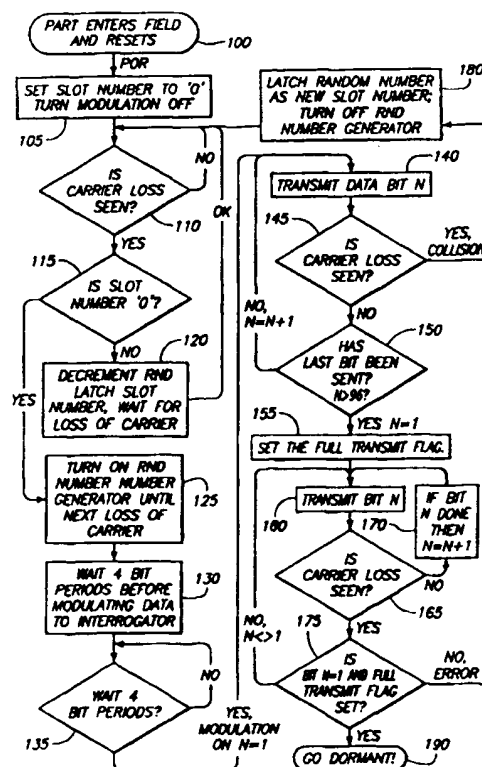 PART ENTERS FIELD
AND RESETS
100
POR
SET SLOT NUMBER TO '0'
TURN MODULATION OFF
105
NO
IS
CARRIER LOSS
SEEN?
110
OK
YES
115
IS SLOT
NUMBER '0'?
120
NO
DECREMENT RND
LATCH SLOT
NUMBER, WAIT FOR
LOSS OF CARRIER
YES
TURN ON RND
NUMBER NUMBER
GENERATOR UNTIL
NEXT LOSS OF
CARRIER
125
WAIT 4 BIT
PERIODS BEFORE
MODULATING DATA
TO INTERROGATOR
130
NO
WAIT 4
BIT PERIODS?
135
YES,
MODULATION
ON N=1
LATCH RANDOM NUMBER
AS NEW SLOT NUMBER;
TURN OFF RND
NUMBER GENERATOR
180
140
TRANSMIT DATA BIT N
145
IS
CARRIER LOSS
SEEN?
YES,
COLLISION
NO,
N=N+1
NO
150
HAS
LAST BIT BEEN
SENT?
N>96?
155
YES N=1
SET THE FULL TRANSMIT FLAG.
TRANSMIT BIT N
160
170
IF BIT
N DONE
THEN
N=N+1
IS
CARRIER LOSS
SEEN?
NO
165
NO,
N<>1
175
YES
IS
BIT N=1 AND FULL
TRANSMIT FLAG
SET?
NO,
ERROR
YES
190
GO DORMANT!